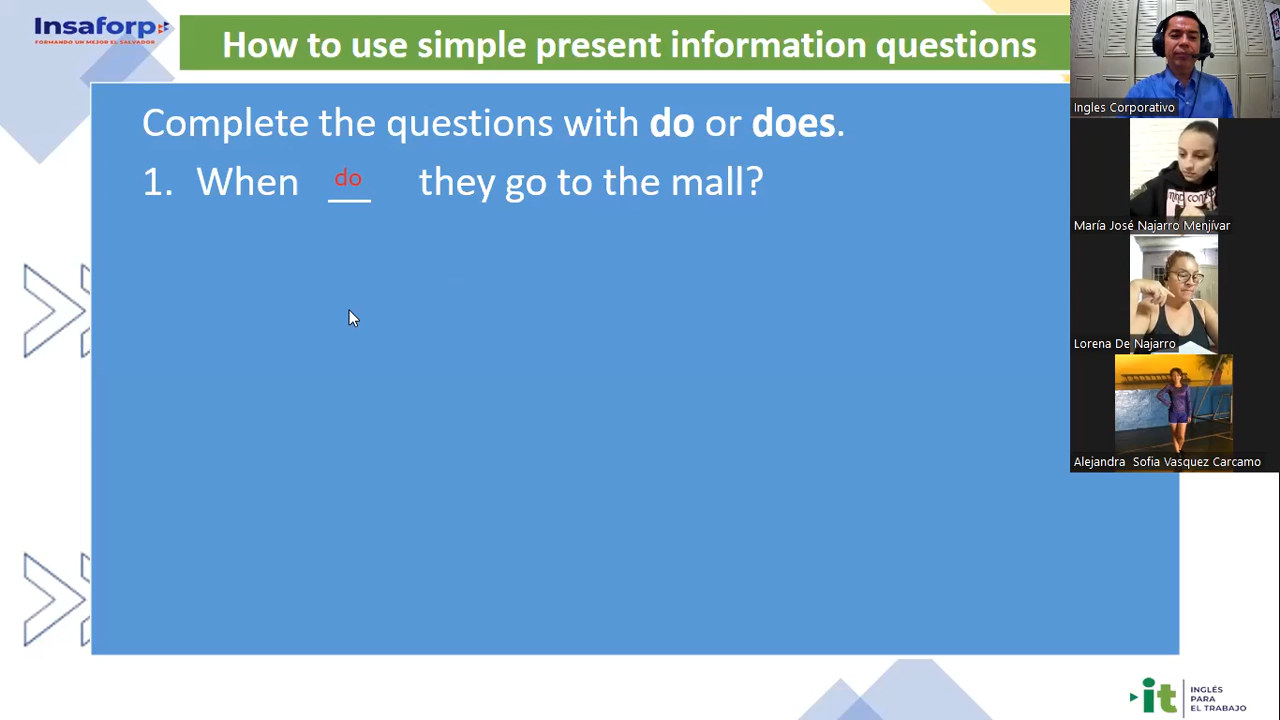 Insaforp
FORMANDO UN MEJOR EL SALVADOR
How to use simple present information questions
Complete the questions with do or does.
1. When do they go to the mall?
Ingles Corporativo
María José Najarro Menjívar
Lorena De Najarro
Alejandra Sofia Vasquez Carcamo
it
INGLÉS
PARA
EL TRABAJO